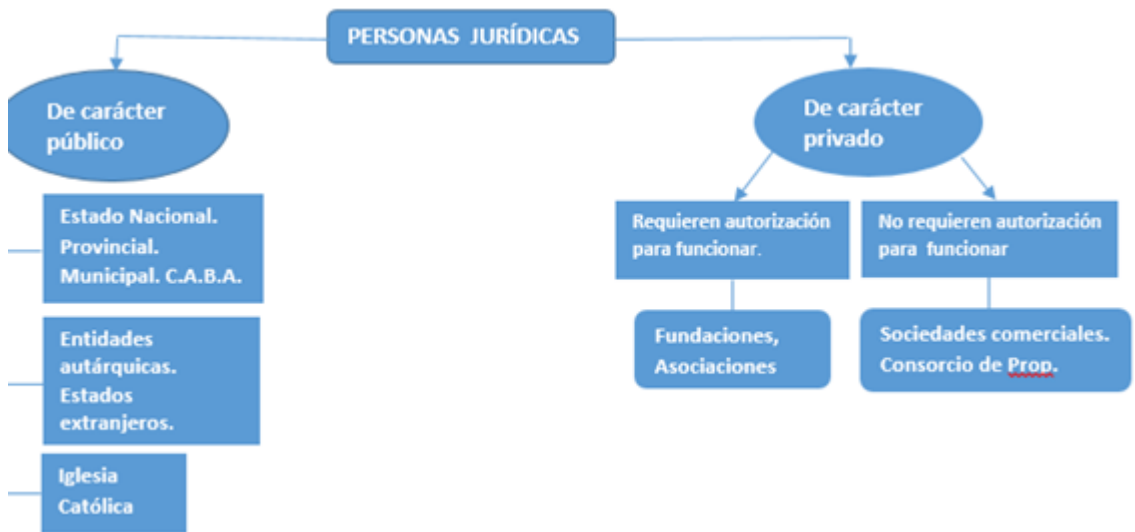 PERSONAS JURÍDICAS
De carácter
público
Estado Nacional.
Provincial.
Municipal. C.A.B.A.
Entidades
autárquicas.
Estados
extranjeros.
Iglesia
Católica
De carácter
privado
Requieren autorización
para funcionar.
Fundaciones,
Asociaciones
No requieren autorización
para funcionar
Sociedades comerciales.
Consorcio de Prop.